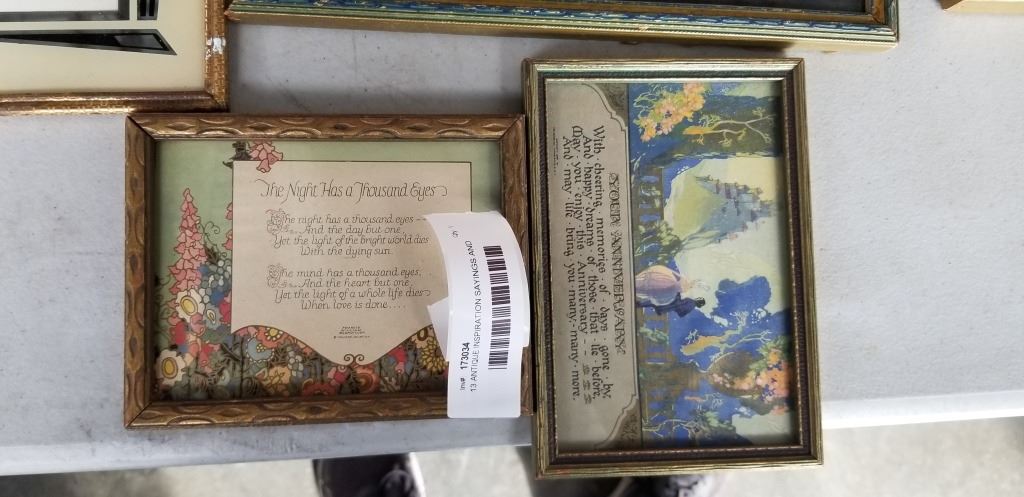 The Night Has a Thousand Eyes
The night has a thousand eyes —
And the day but one,
Yet the light of the bright world dies
With the dying sun.
The mind has a thousand eyes,
And the heart but one,
Yet the light of a whole life dies
When love is done....
Inv# 173034
13 ANTIQUE INSPIRATION SAYINGS AND
YOUR ANNIVERSARY
With · cheering · memories · of · days · gone · by,
And · happy · dreams · of · those · that · lie · before,
May · you · enjoy · this · Anniversary - -
And · may · life · bring · you · many, · many · more.